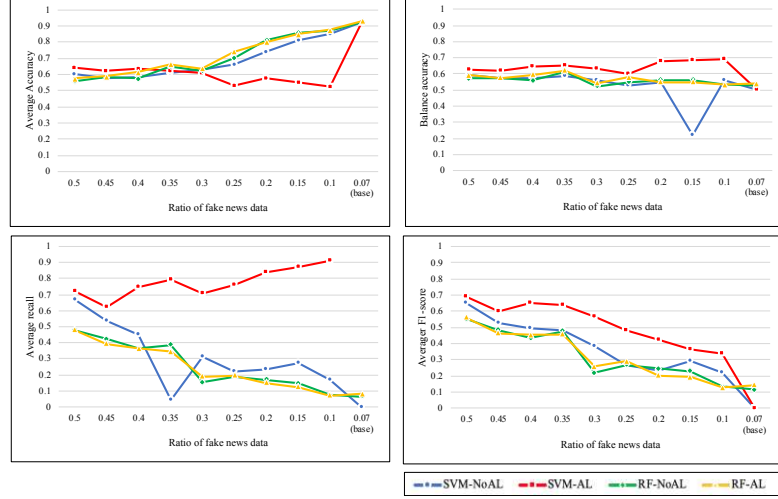 1
0.9
0.8
0.7
0.6
0.5
0.4
0.3
0.2
0.1
0
Average Accuracy
0.5 0.45 0.4 0.35 0.3 0.25 0.2 0.15 0.1 0.07
(base)
Ratio of fake news data
1
0.9
0.8
0.7
0.6
0.5
0.4
0.3
0.2
0.1
0
Balance accuracy
0.5 0.45 0.4 0.35 0.3 0.25 0.2 0.15 0.1 0.07
(base)
Ratio of fake news data
1
0.9
0.8
0.7
0.6
0.5
0.4
0.3
0.2
0.1
0
Average recall
0.5 0.45 0.4 0.35 0.3 0.25 0.2 0.15 0.1 0.07
(base)
Ratio of fake news data
1
0.9
0.8
0.7
0.6
0.5
0.4
0.3
0.2
0.1
0
Averager F1-score
0.5 0.45 0.4 0.35 0.3 0.25 0.2 0.15 0.1 0.07
(base)
Ratio of fake news data
SVM-NoAL SVM-AL RF-NoAL RF-AL